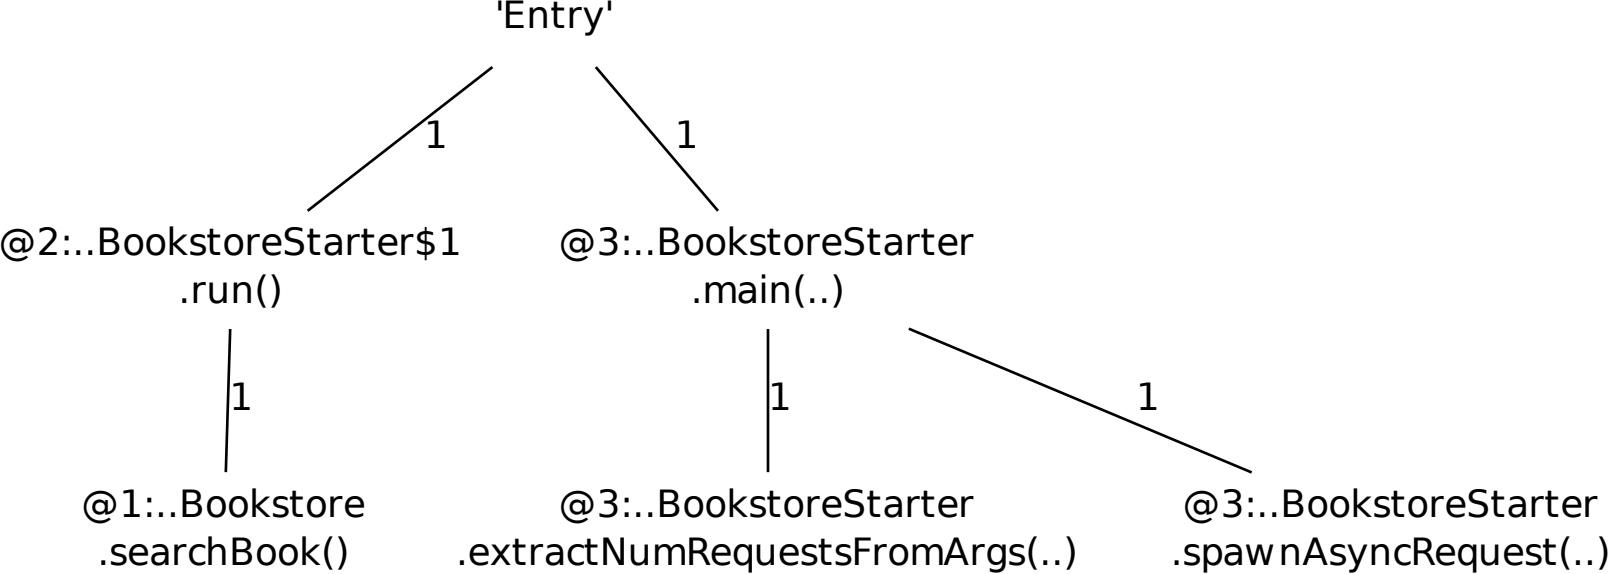 'Entry'
1
1
@2:..BookstoreStarter$1
.run()
@3:..BookstoreStarter
.main(..)
1
1
1
@1:..Bookstore
.searchBook()
@3:..BookstoreStarter
.extractNumRequestsFromArgs(..)
@3:..BookstoreStarter
.spawnAsyncRequest(..)